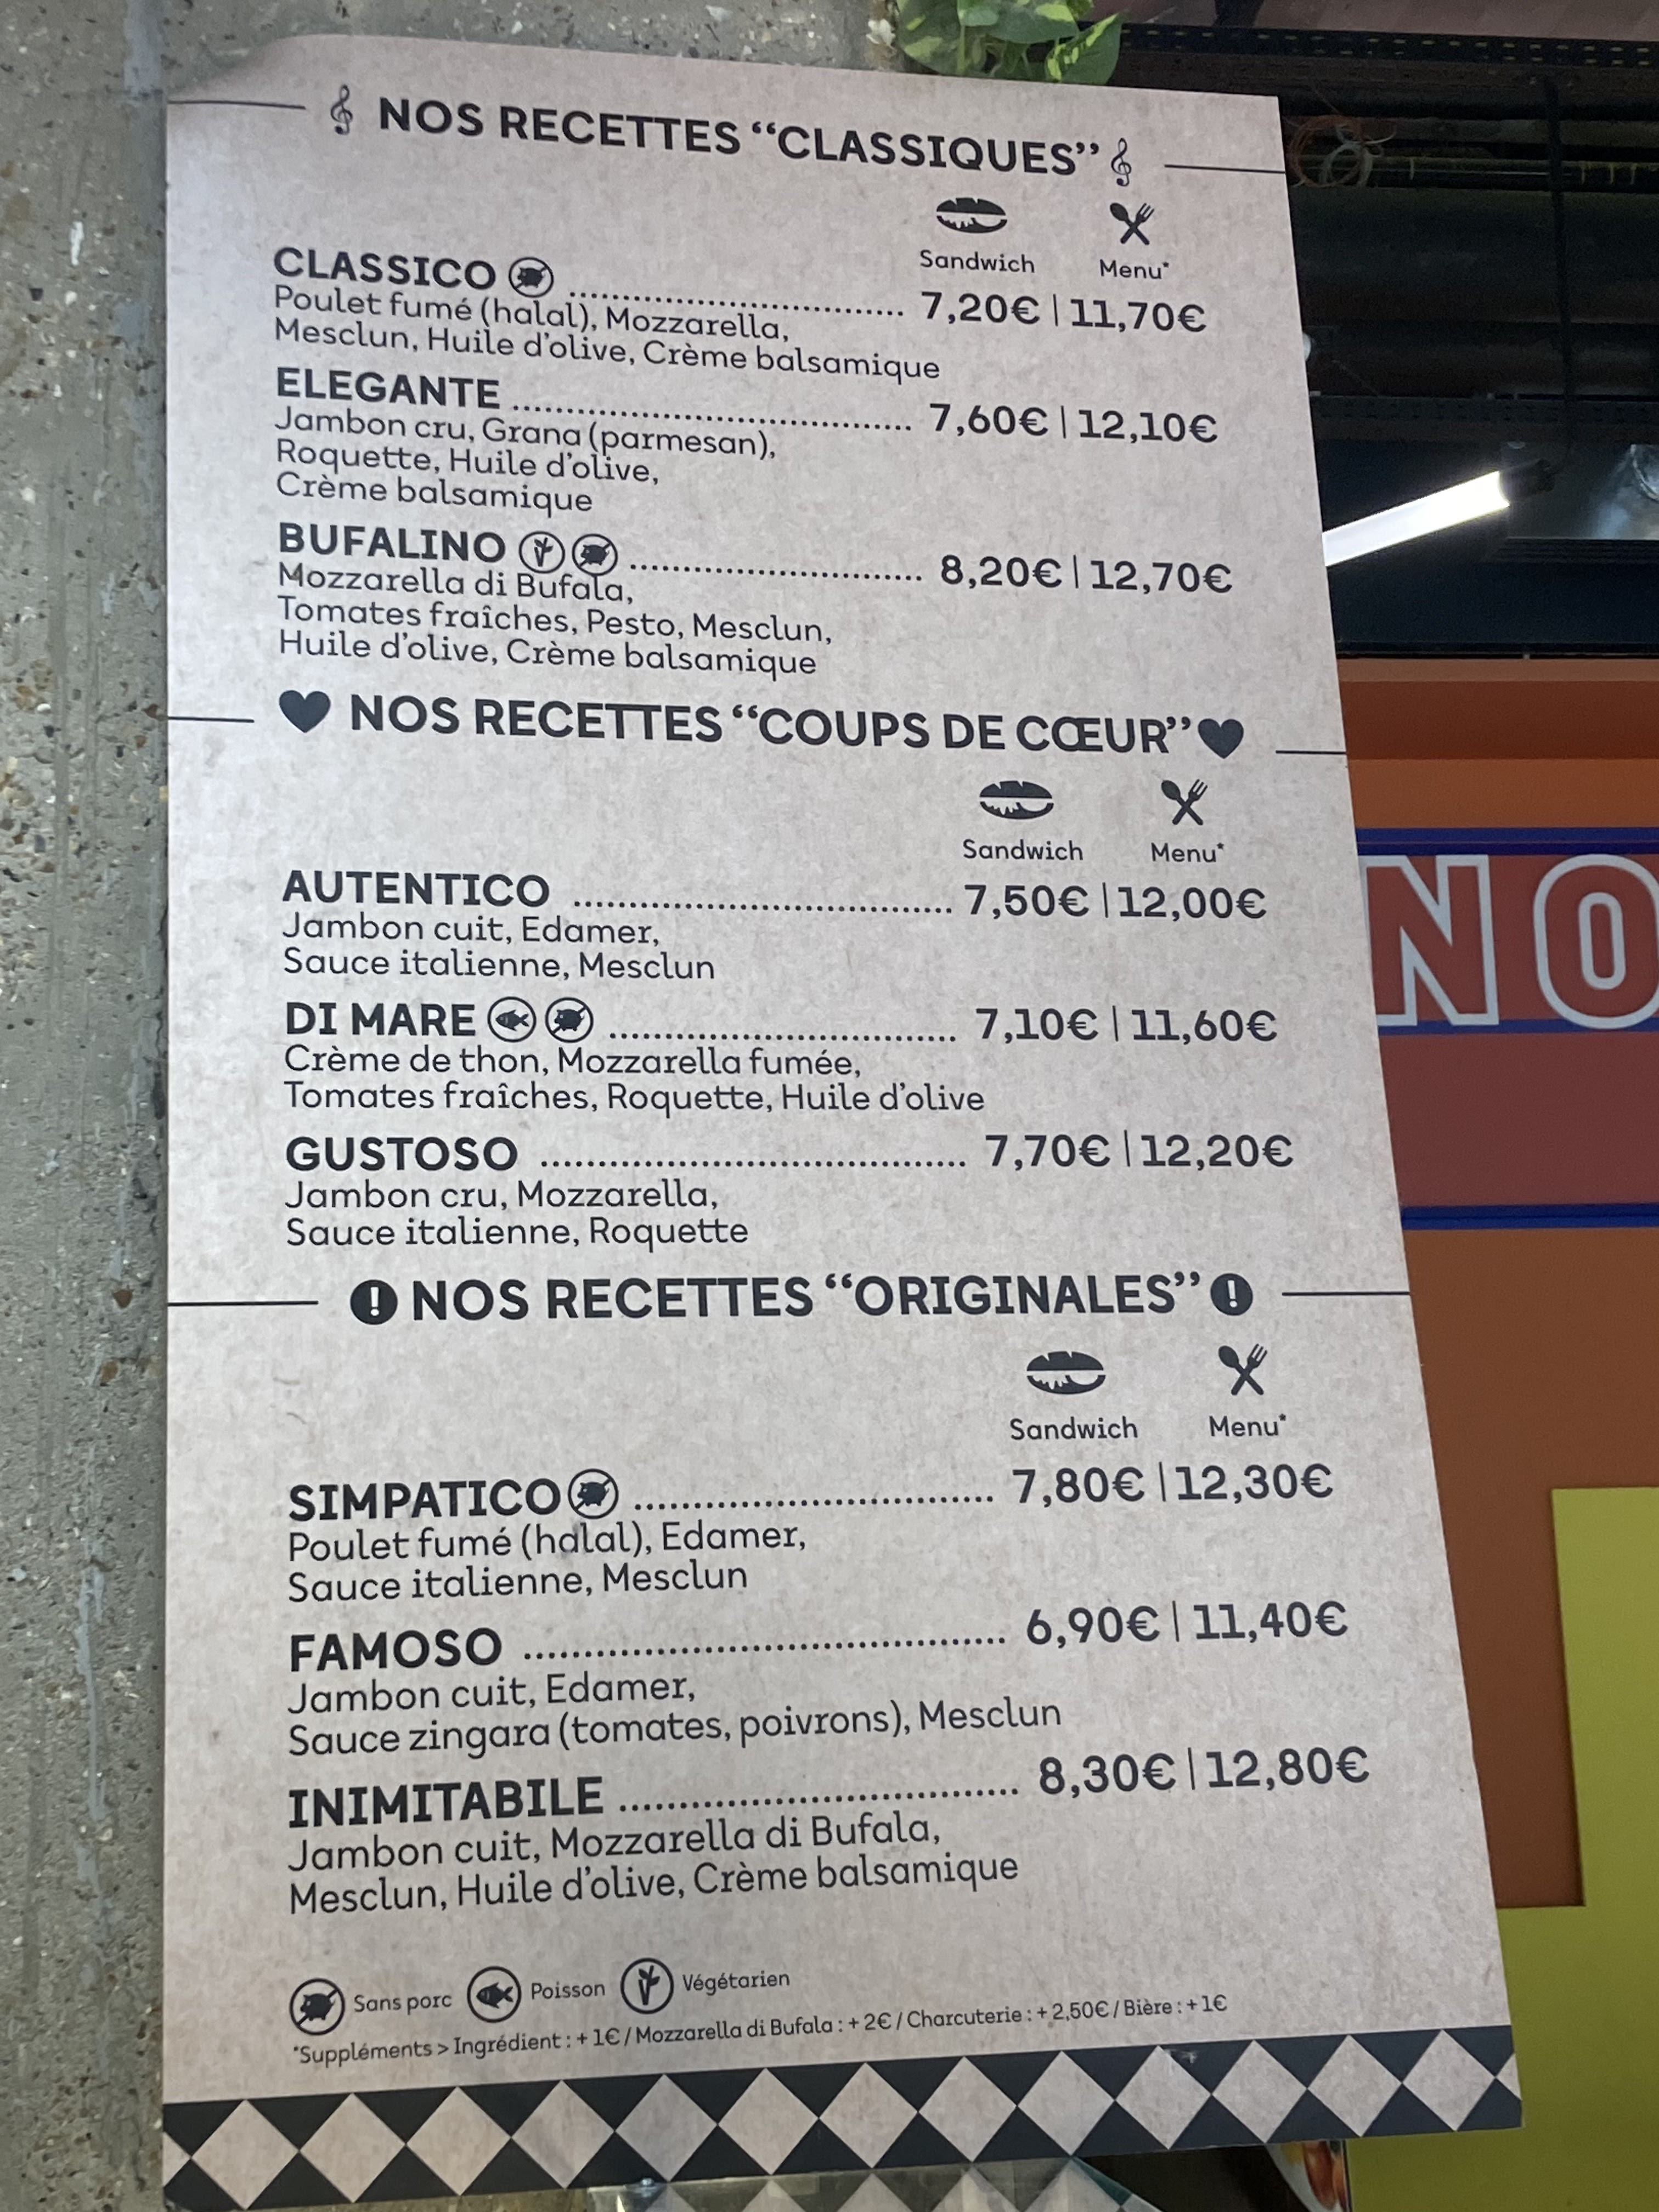 NOS RECETTES “CLASSIQUES”
Sandwich Menu*
CLASSICO .......... 7,20€ | 11,70€
Poulet fumé (halal), Mozzarella,
Mesclun, Huile d'olive, Crème balsamique
ELEGANTE .......... 7,60€ | 12,10€
Jambon cru, Grana (parmesan),
Roquette, Huile d'olive,
Crème balsamique
BUFALINO .......... 8,20€ | 12,70€
Mozzarella di Bufala,
Tomates fraîches, Pesto, Mesclun,
Huile d'olive, Crème balsamique
NOS RECETTES “COUPS DE CŒUR”
Sandwich Menu*
AUTENTICO .......... 7,50€ | 12,00€
Jambon cuit, Edamer,
Sauce italienne, Mesclun
DI MARE .......... 7,10€ | 11,60€
Crème de thon, Mozzarella fumée,
Tomates fraîches, Roquette, Huile d'olive
GUSTOSO .......... 7,70€ | 12,20€
Jambon cru, Mozzarella,
Sauce italienne, Roquette
NOS RECETTES “ORIGINALES”
Sandwich Menu*
SIMPATICO .......... 7,80€ | 12,30€
Poulet fumé (halal), Edamer,
Sauce italienne, Mesclun
FAMOSO .......... 6,90€ | 11,40€
Jambon cuit, Edamer,
Sauce zingara (tomates, poivrons), Mesclun
INIMITABILE .......... 8,30€ | 12,80€
Jambon cuit, Mozzarella di Bufala,
Mesclun, Huile d'olive, Crème balsamique
Sans porc Poisson Végétarien
*Suppléments > Ingrédient : + 1€ / Mozzarella di Bufala : + 2€ / Charcuterie : + 2,50€ / Bière : + 1€
NO